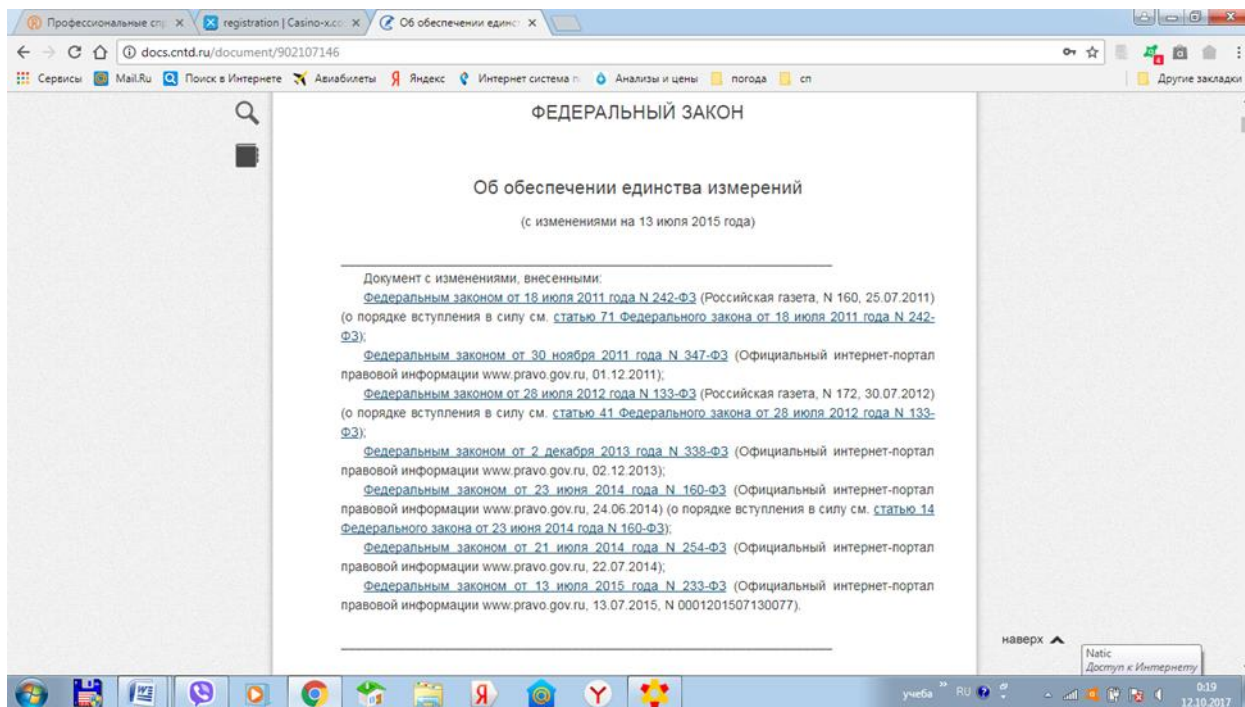 Профессиональные сп
registration | Casino-x.co
Об обеспечении единст
docs.cntd.ru/document/902107146
Сервисы
Mail.Ru
Поиск в Интернете
Авиабилеты
Яндекс
Интернет система п
Анализы и цены
погода
сп
Другие закладки
ФЕДЕРАЛЬНЫЙ ЗАКОН
Об обеспечении единства измерений
(с изменениями на 13 июля 2015 года)
Документ с изменениями, внесенными:
Федеральным законом от 18 июля 2011 года N 242-ФЗ (Российская газета, N 160, 25.07.2011)
(о порядке вступления в силу см. статью 71 Федерального закона от 18 июля 2011 года N 242-
ФЗ);
Федеральным законом от 30 ноября 2011 года N 347-ФЗ (Официальный интернет-портал
правовой информации www.pravo.gov.ru, 01.12.2011);
Федеральным законом от 28 июля 2012 года N 133-ФЗ (Российская газета, N 172, 30.07.2012)
(о порядке вступления в силу см. статью 41 Федерального закона от 28 июля 2012 года N 133-
ФЗ);
Федеральным законом от 2 декабря 2013 года N 338-ФЗ (Официальный интернет-портал
правовой информации www.pravo.gov.ru, 02.12.2013);
Федеральным законом от 23 июня 2014 года N 160-ФЗ (Официальный интернет-портал
правовой информации www.pravo.gov.ru, 24.06.2014) (о порядке вступления в силу см. статью 14
Федерального закона от 23 июня 2014 года N 160-ФЗ);
Федеральным законом от 21 июля 2014 года N 254-ФЗ (Официальный интернет-портал
правовой информации www.pravo.gov.ru, 22.07.2014);
Федеральным законом от 13 июля 2015 года N 233-ФЗ (Официальный интернет-портал
правовой информации www.pravo.gov.ru, 13.07.2015, N 0001201507130077).
наверх
Natic
Доступ к Интернету
учеба
RU
0:19
12.10.2017